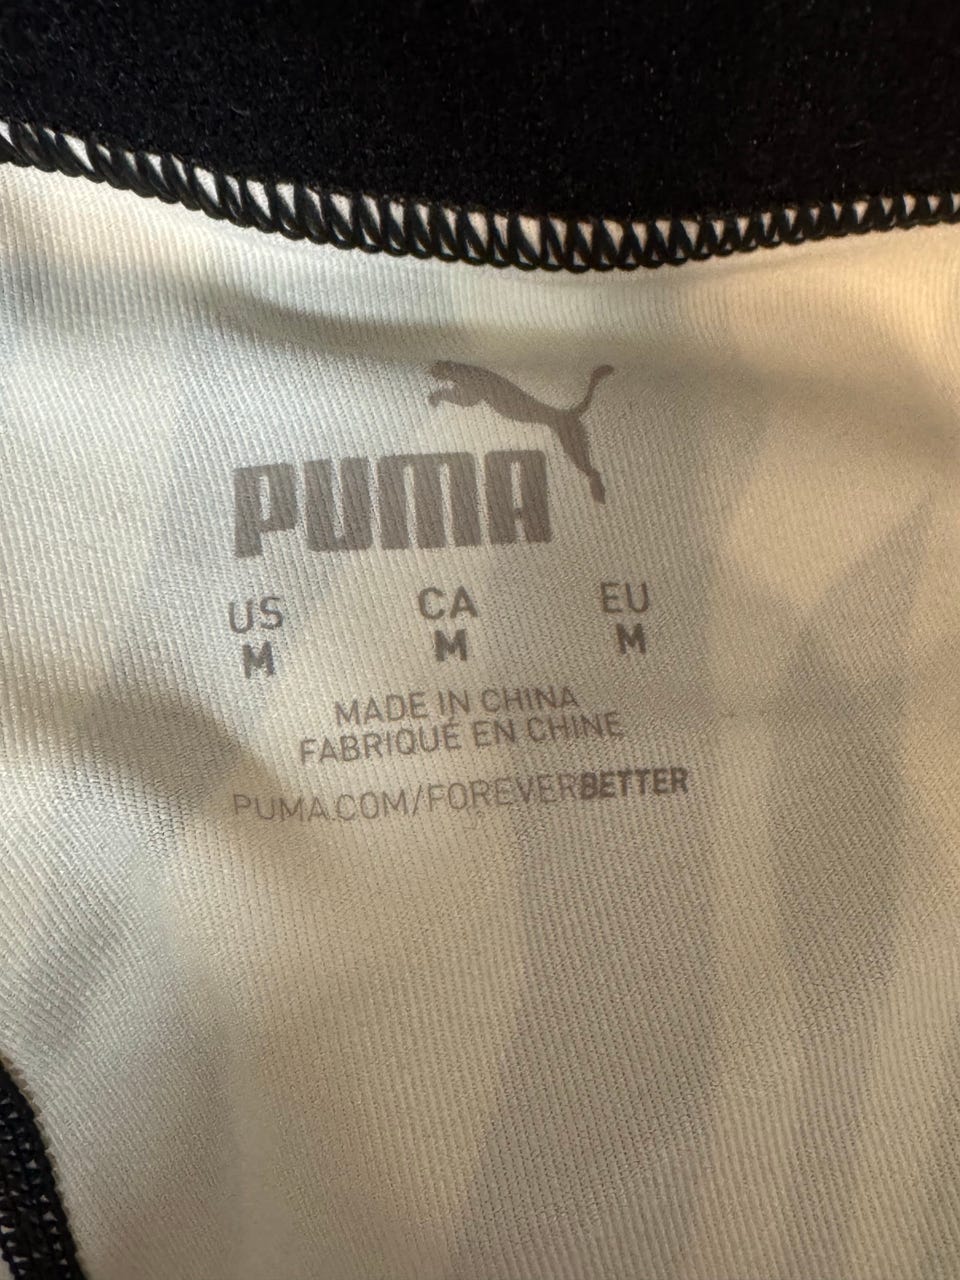 PUMA
US CA EU
M M M
MADE IN CHINA
FABRIQUÉ EN CHINE
PUMA.COM/FOREVERBETTER